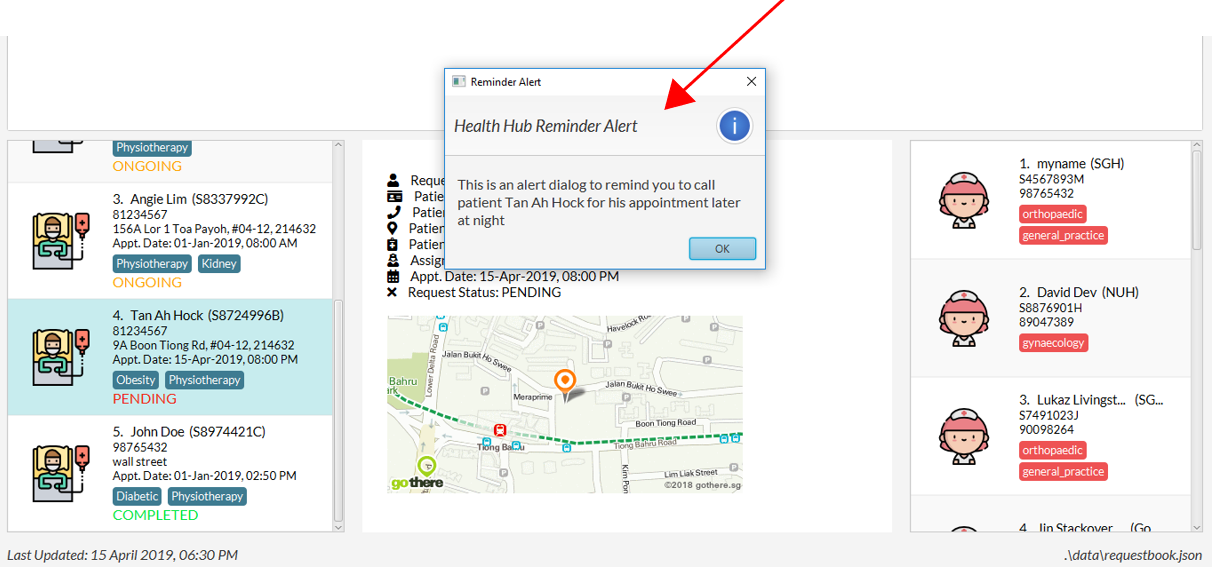 Reminder Alert
Health Hub Reminder Alert
This is an alert dialog to remind you to call
patient Tan Ah Hock for his appointment later
at night
OK
Physiotherapy
ONGOING
3. Angie Lim (S8337992C)
81234567
156A Lor 1 Toa Payoh, #04-12, 214632
Appt. Date: 01-Jan-2019, 08:00 AM
Physiotherapy Kidney
ONGOING
4. Tan Ah Hock (S8724996B)
81234567
9A Boon Tiong Rd, #04-12, 214632
Appt. Date: 15-Apr-2019, 08:00 PM
Obesity Physiotherapy
PENDING
5. John Doe (S8974421C)
98765432
wall street
Appt. Date: 01-Jan-2019, 02:50 PM
Diabetic Physiotherapy
COMPLETED
Reque
Patie
Patier
Patien
Patien
Assign
Appt. Date: 15-Apr-2019, 08:00 PM
Request Status: PENDING
Havelock Ro
Jalan Bukit Ho Swee
Lower Delta Road
Bahru
Park
Meraprime
Jalan Bukit Ho Swee
Boon Tiong Road
Tiong Bahru
Tiong Bahru Road
Kim Pon
Lim Liak Street
gothere
©2018 gothere.sg
1. myname (SGH)
S4567893M
98765432
orthopaedic
general_practice
2. David Dev (NUH)
S8876901H
89047389
gynaecology
3. Lukaz Livingst... (SG...
S7491023J
90098264
orthopaedic
general_practice
4. Jin Stackover... (Go...
Last Updated: 15 April 2019, 06:30 PM
.\data\requestbook.json